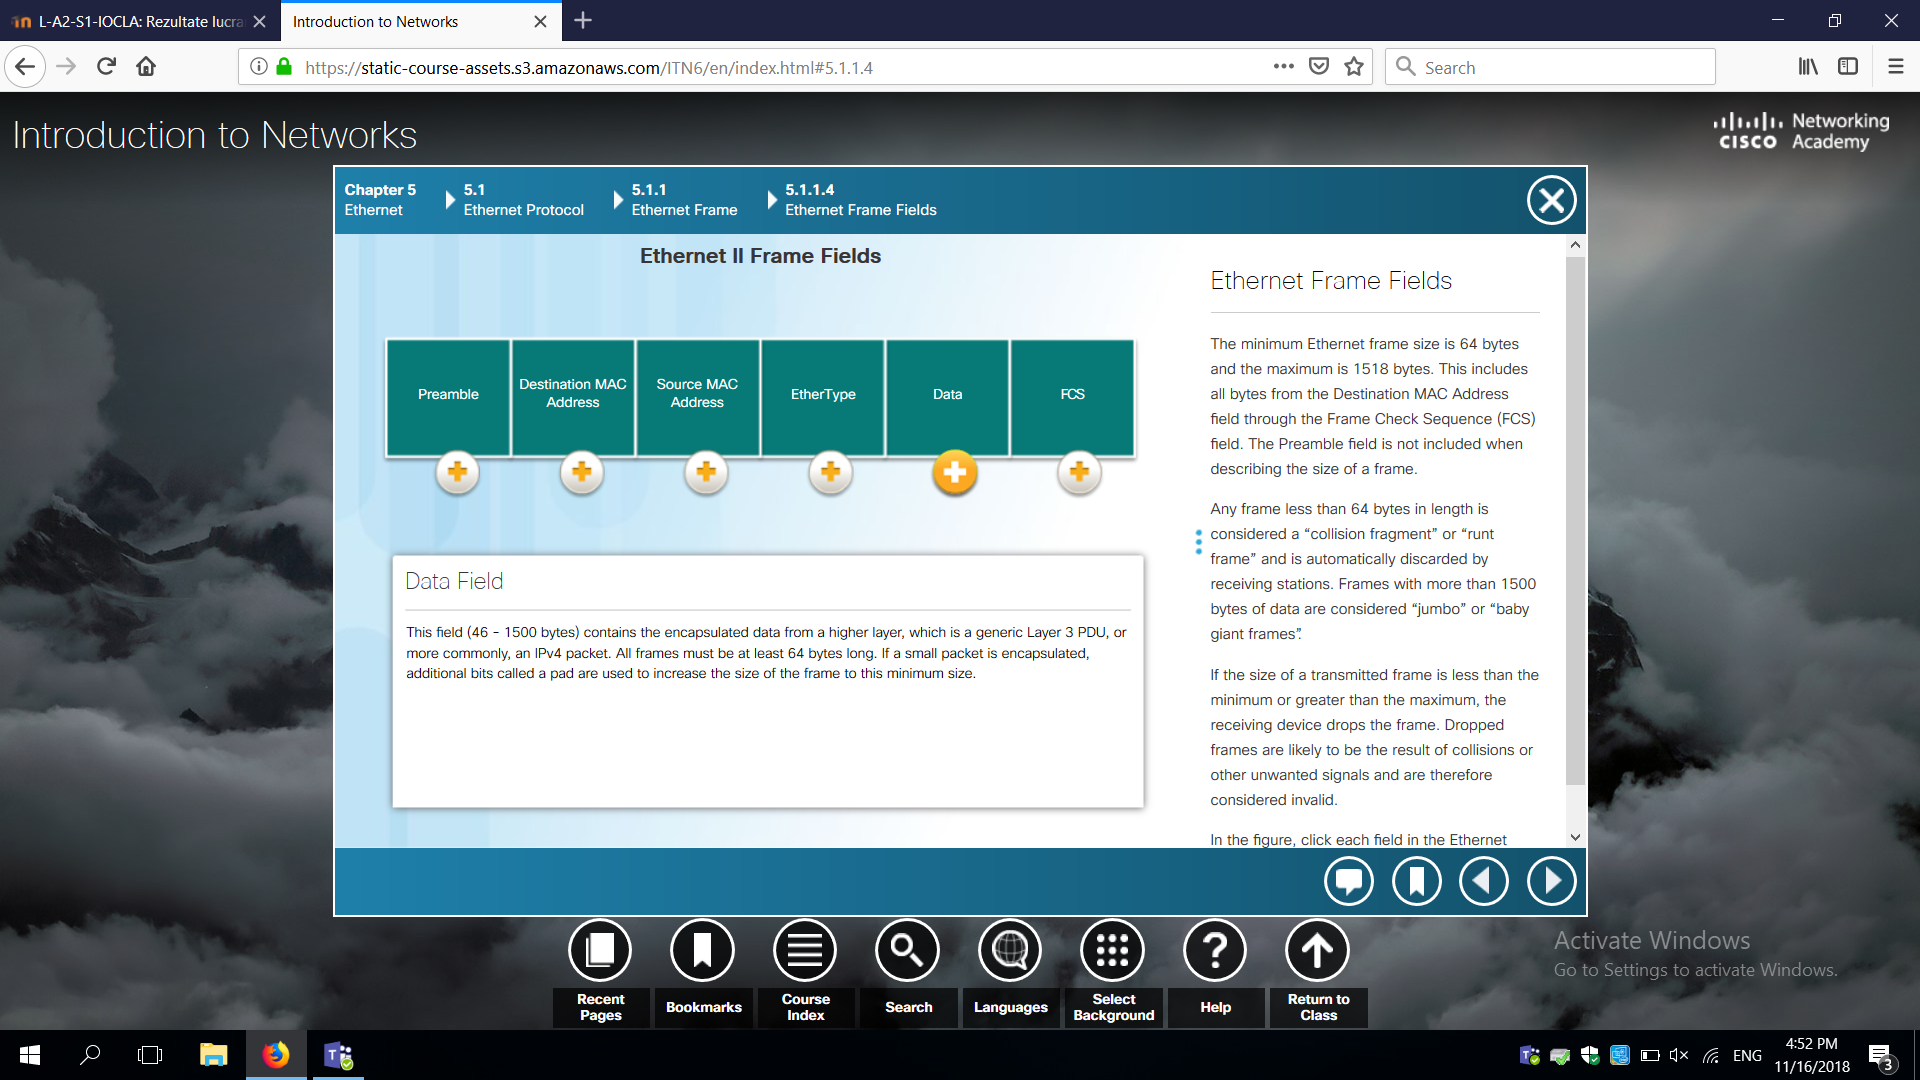 L-A2-S1-IOCLA: Rezultate lucra
Introduction to Networks
https://static-course-assets.s3.amazonaws.com/ITN6/en/index.html#5.1.1.4
Search
Introduction to Networks
Networking
CISCO Academy
Chapter 5
Ethernet
5.1
Ethernet Protocol
5.1.1
Ethernet Frame
5.1.1.4
Ethernet Frame Fields
Ethernet II Frame Fields
Preamble
Destination MAC
Address
Source MAC
Address
EtherType
Data
FCS
Data Field
This field (46 - 1500 bytes) contains the encapsulated data from a higher layer, which is a generic Layer 3 PDU, or
more commonly, an IPv4 packet. All frames must be at least 64 bytes long. If a small packet is encapsulated,
additional bits called a pad are used to increase the size of the frame to this minimum size.
Ethernet Frame Fields
The minimum Ethernet frame size is 64 bytes
and the maximum is 1518 bytes. This includes
all bytes from the Destination MAC Address
field through the Frame Check Sequence (FCS)
field. The Preamble field is not included when
describing the size of a frame.
Any frame less than 64 bytes in length is
considered a “collision fragment” or “runt
frame” and is automatically discarded by
receiving stations. Frames with more than 1500
bytes of data are considered “jumbo” or “baby
giant frames”.
If the size of a transmitted frame is less than the
minimum or greater than the maximum, the
receiving device drops the frame. Dropped
frames are likely to be the result of collisions or
other unwanted signals and are therefore
considered invalid.
In the figure, click each field in the Ethernet
Recent
Pages
Bookmarks
Course
Index
Search
Languages
Select
Background
Help
Return to
Class
Activate Windows
Go to Settings to activate Windows.
ENG
4:52 PM
11/16/2018
3